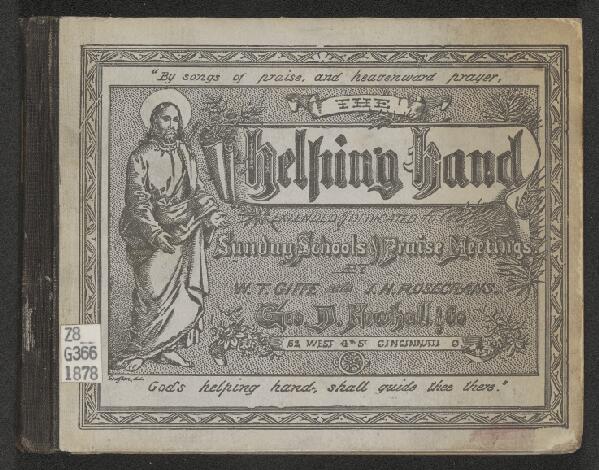 "By songs of praise, and heavenward prayer,
THE
Helping Hand
Sunday Schools & Praise Meetings.
BY
W. T. GIFFE and J. H. ROSECRANS.
Geo. D. Newhall & Co
62 WEST 4TH ST CINCINNATI O
God's helping hand, shall guide thee there."
Z8
G366
1878